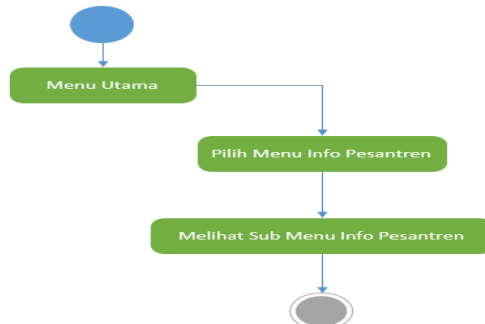 Menu Utama
Pilih Menu Info Pesantren
Melihat Sub Menu Info Pesantren